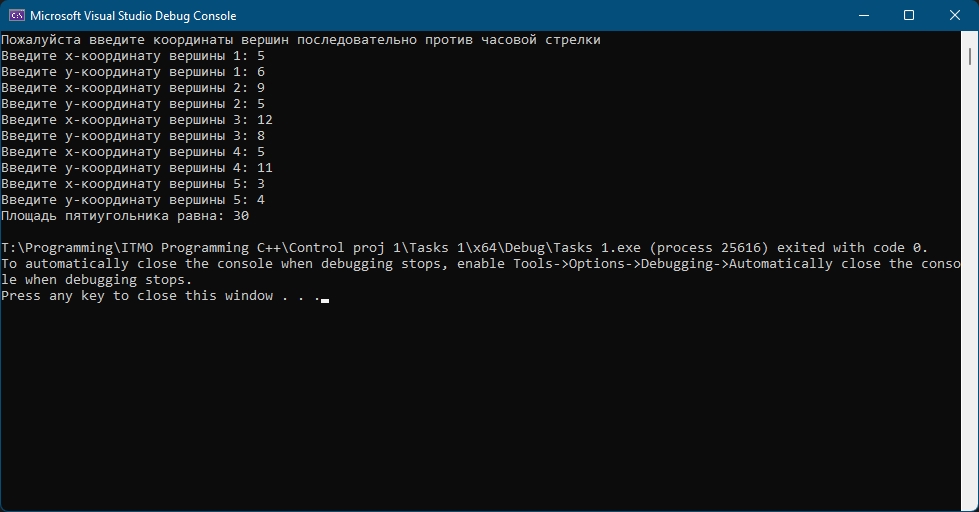 Microsoft Visual Studio Debug Console
Пожалуйста введите координаты вершин последовательно против часовой стрелки
Введите x-координату вершины 1: 5
Введите y-координату вершины 1: 6
Введите x-координату вершины 2: 9
Введите y-координату вершины 2: 5
Введите x-координату вершины 3: 12
Введите y-координату вершины 3: 8
Введите x-координату вершины 4: 5
Введите y-координату вершины 4: 11
Введите x-координату вершины 5: 3
Введите y-координату вершины 5: 4
Площадь пятиугольника равна: 30
T:\Programming\ITMO Programming C++\Control proj 1\Tasks 1\x64\Debug\Tasks 1.exe (process 25616) exited with code 0.
To automatically close the console when debugging stops, enable Tools->Options->Debugging->Automatically close the conso
le when debugging stops.
Press any key to close this window . . .